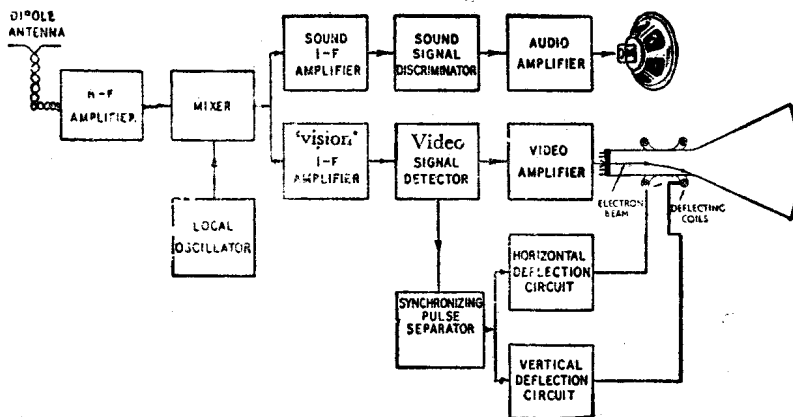 DIPOLE
ANTENNA
R-F
AMPLIFIER
MIXER
LOCAL
OSCILLATOR
SOUND
I-F
AMPLIFIER
SOUND
SIGNAL
DISCRIMINATOR
AUDIO
AMPLIFIER
"vision"
I-F
AMPLIFIER
Video
SIGNAL
DETECTOR
VIDEO
AMPLIFIER
ELECTRON
BEAM
DEFLECTING
COILS
SYNCHRONIZING
PULSE
SEPARATOR
HORIZONTAL
DEFLECTION
CIRCUIT
VERTICAL
DEFLECTION
CIRCUIT